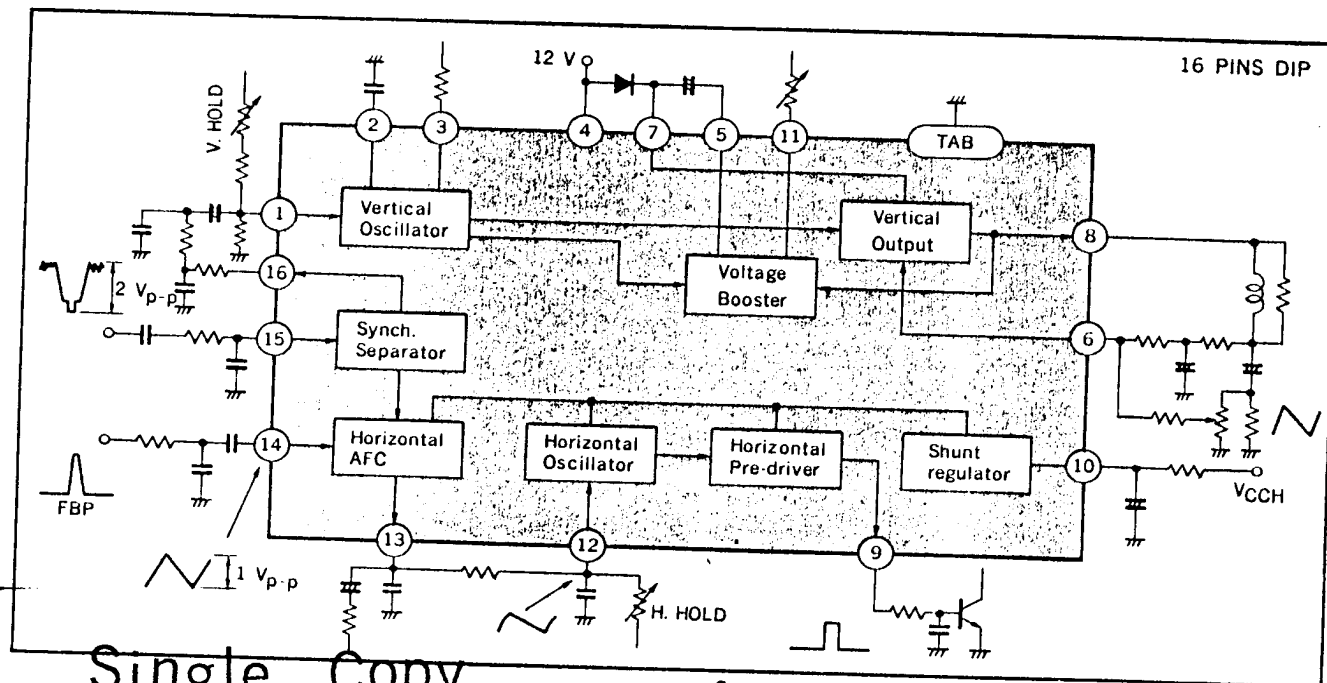 16 PINS DIP
12 V
V. HOLD
2
3
4
7
5
11
TAB
1
Vertical
Oscillator
Vertical
Output
8
16
2 Vp-p
Voltage
Booster
15
Synch.
Separator
6
14
Horizontal
AFC
Horizontal
Oscillator
Horizontal
Pre-driver
Shunt
regulator
10
VCCH
FBP
13
12
9
1 Vp-p
H. HOLD
Single Copy